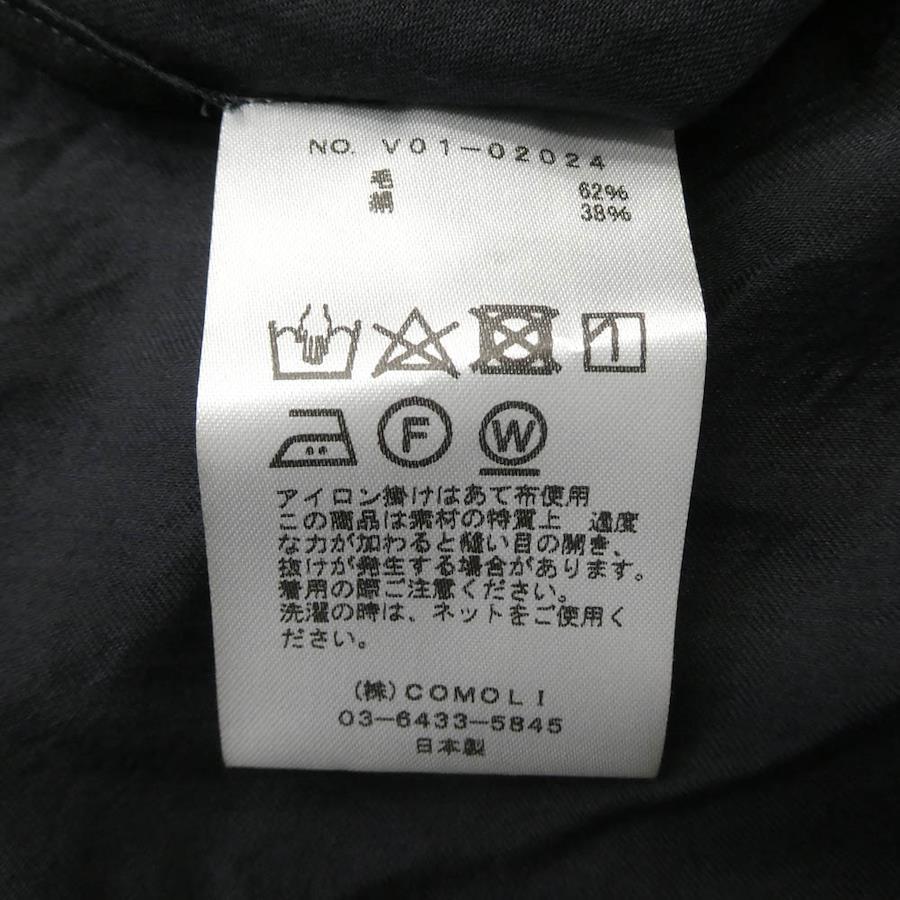 NO. V01-02024
毛 62%
絹 38%
F
W
アイロン掛けはあて布使用
この商品は素材の特質上 過度
な力が加わると縫い目の開き、
抜けが発生する場合があります。
着用の際ご注意ください。
洗濯の時は、ネットをご使用く
ださい。
(株)COMOLI
03-6433-5845
日本製